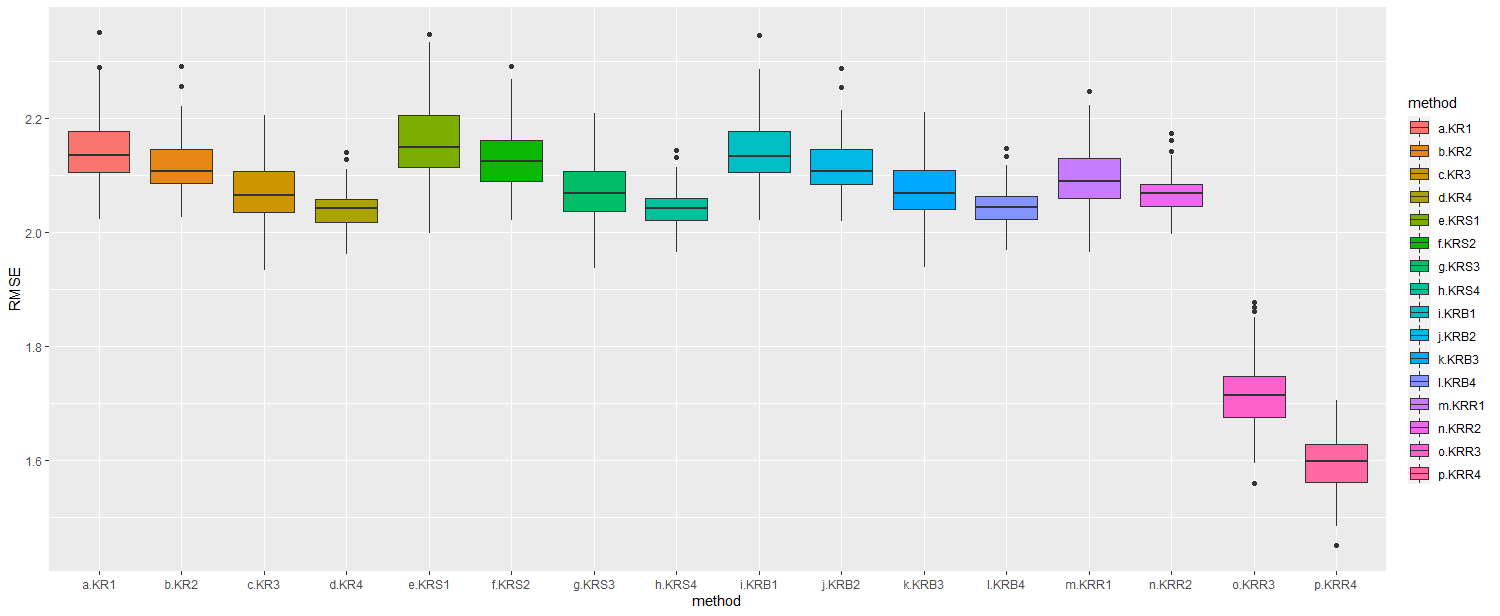 RMSE
2.2
2.0
1.8
1.6
a.KR1 b.KR2 c.KR3 d.KR4 e.KRS1 f.KRS2 g.KRS3 h.KRS4 i.KRB1 j.KRB2 k.KRB3 l.KRB4 m.KRR1 n.KRR2 o.KRR3 p.KRR4
method
method
a.KR1
b.KR2
c.KR3
d.KR4
e.KRS1
f.KRS2
g.KRS3
h.KRS4
i.KRB1
j.KRB2
k.KRB3
l.KRB4
m.KRR1
n.KRR2
o.KRR3
p.KRR4